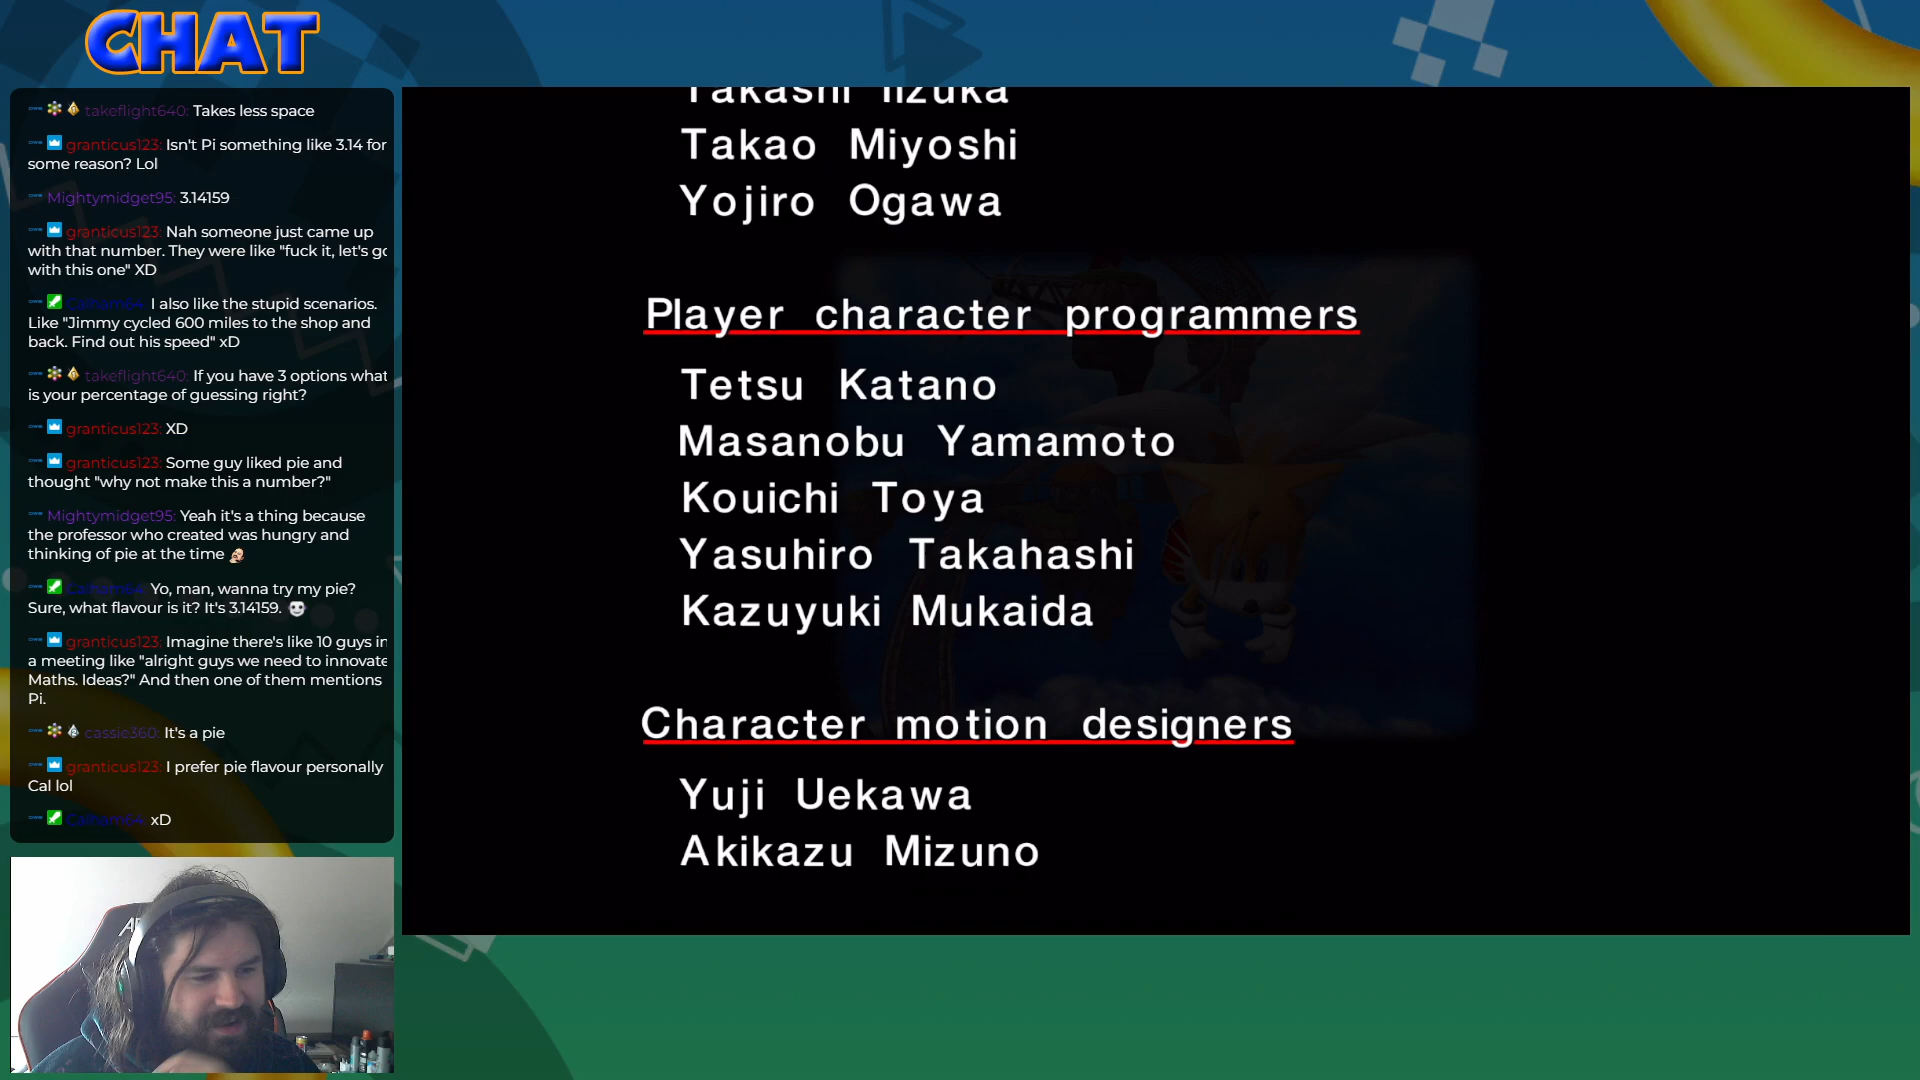 CHAT
takeflight640: Takes less space
granticus123: Isn't Pi something like 3.14 for
some reason? Lol
Mightymidget95: 3.14159
granticus123: Nah someone just came up
with that number. They were like "fuck it, let's go
with this one" XD
Calham64: I also like the stupid scenarios.
Like "Jimmy cycled 600 miles to the shop and
back. Find out his speed" xD
takeflight640: If you have 3 options what
is your percentage of guessing right?
granticus123: XD
granticus123: Some guy liked pie and
thought "why not make this a number?"
Mightymidget95: Yeah it's a thing because
the professor who created was hungry and
thinking of pie at the time
Calham64: Yo, man, wanna try my pie?
Sure, what flavour is it? It's 3.14159.
granticus123: Imagine there's like 10 guys in
a meeting like "alright guys we need to innovate
Maths. Ideas?" And then one of them mentions
Pi.
cassie360: It's a pie
granticus123: I prefer pie flavour personally
Cal lol
Calham64: xD
Takashi Iizuka
Takao Miyoshi
Yojiro Ogawa
Player character programmers
Tetsu Katano
Masanobu Yamamoto
Kouichi Toya
Yasuhiro Takahashi
Kazuyuki Mukaida
Character motion designers
Yuji Uekawa
Akikazu Mizuno